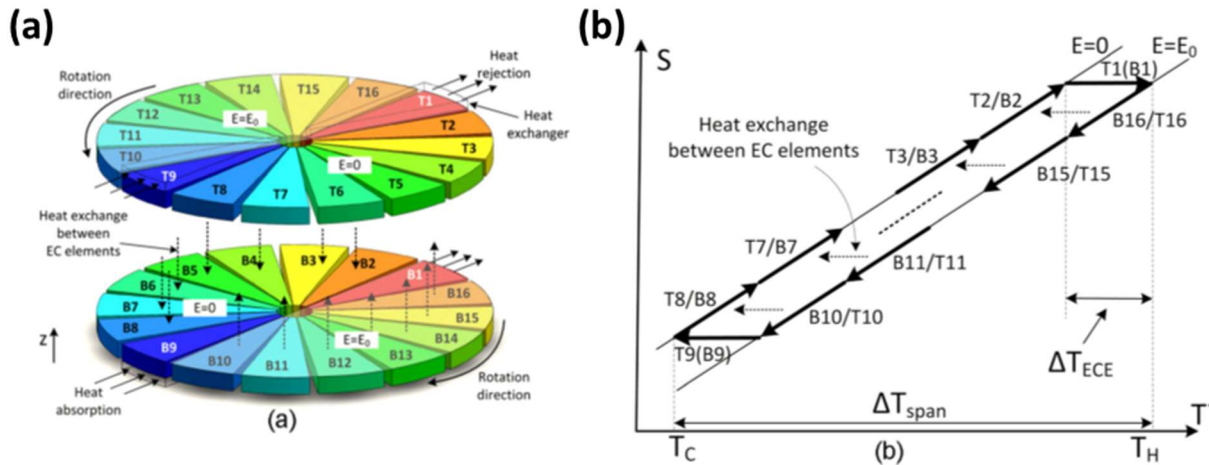 (a)
Rotation
direction
Heat
rejection
Heat
exchanger
T15
T14
T16
T13
T1
T12
E=E0
T2
T11
T3
T10
E=0
T4
T9
T5
T8
T7
T6
Heat exchange
between
EC elements
B4
B3
B2
B5
B1
B6
B16
B7
E=0
B15
B8
E=E0
B14
B9
B13
B10
B11
B12
Z
Heat
absorption
Rotation
direction
(a)
(b)
S
E=0
E=E0
T1(B1)
T2/B2
B16/T16
Heat exchange
between EC elements
T3/B3
B15/T15
T7/B7
B11/T11
T8/B8
B10/T10
T9(B9)
ΔTECE
ΔTspan
T
TC
(b)
TH